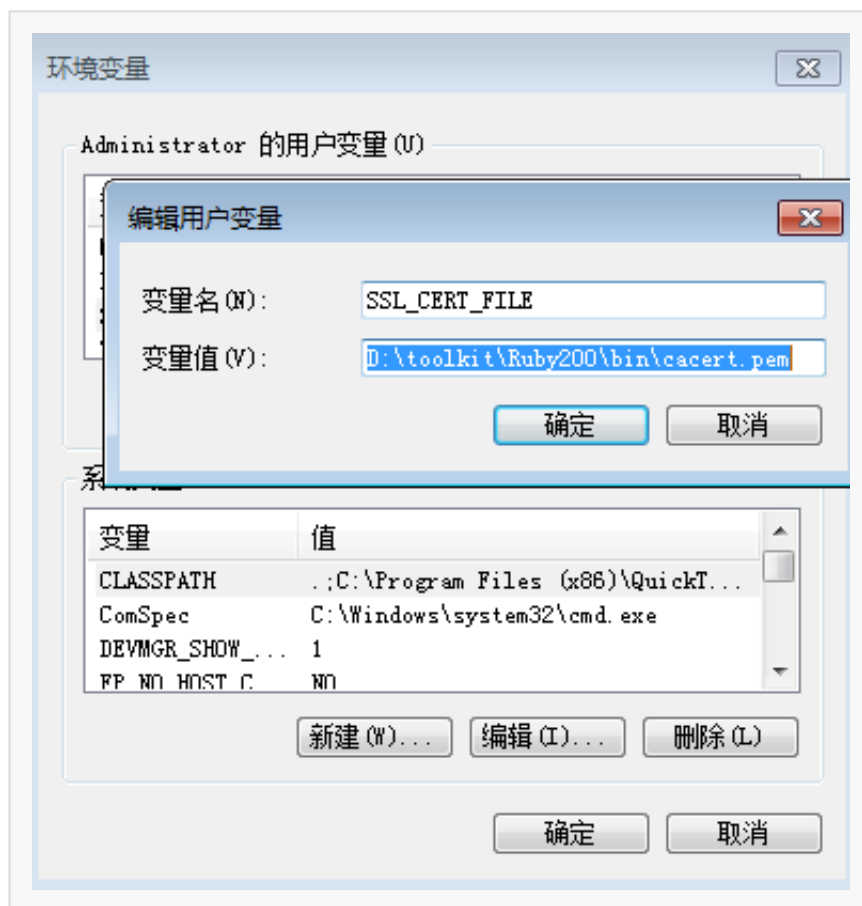 环境变量
Administrator 的用户变量(U)
编辑用户变量
变量名(N):
SSL_CERT_FILE
变量值(V):
D:\toolkit\Ruby200\bin\cacert.pem
确定 取消
变量 值
CLASSPATH .;C:\Program Files (x86)\QuickT...
ComSpec C:\Windows\system32\cmd.exe
DEVMGR_SHOW_... 1
FP_NO_HOST_C NO
新建(W)... 编辑(I)... 删除(L)
确定 取消